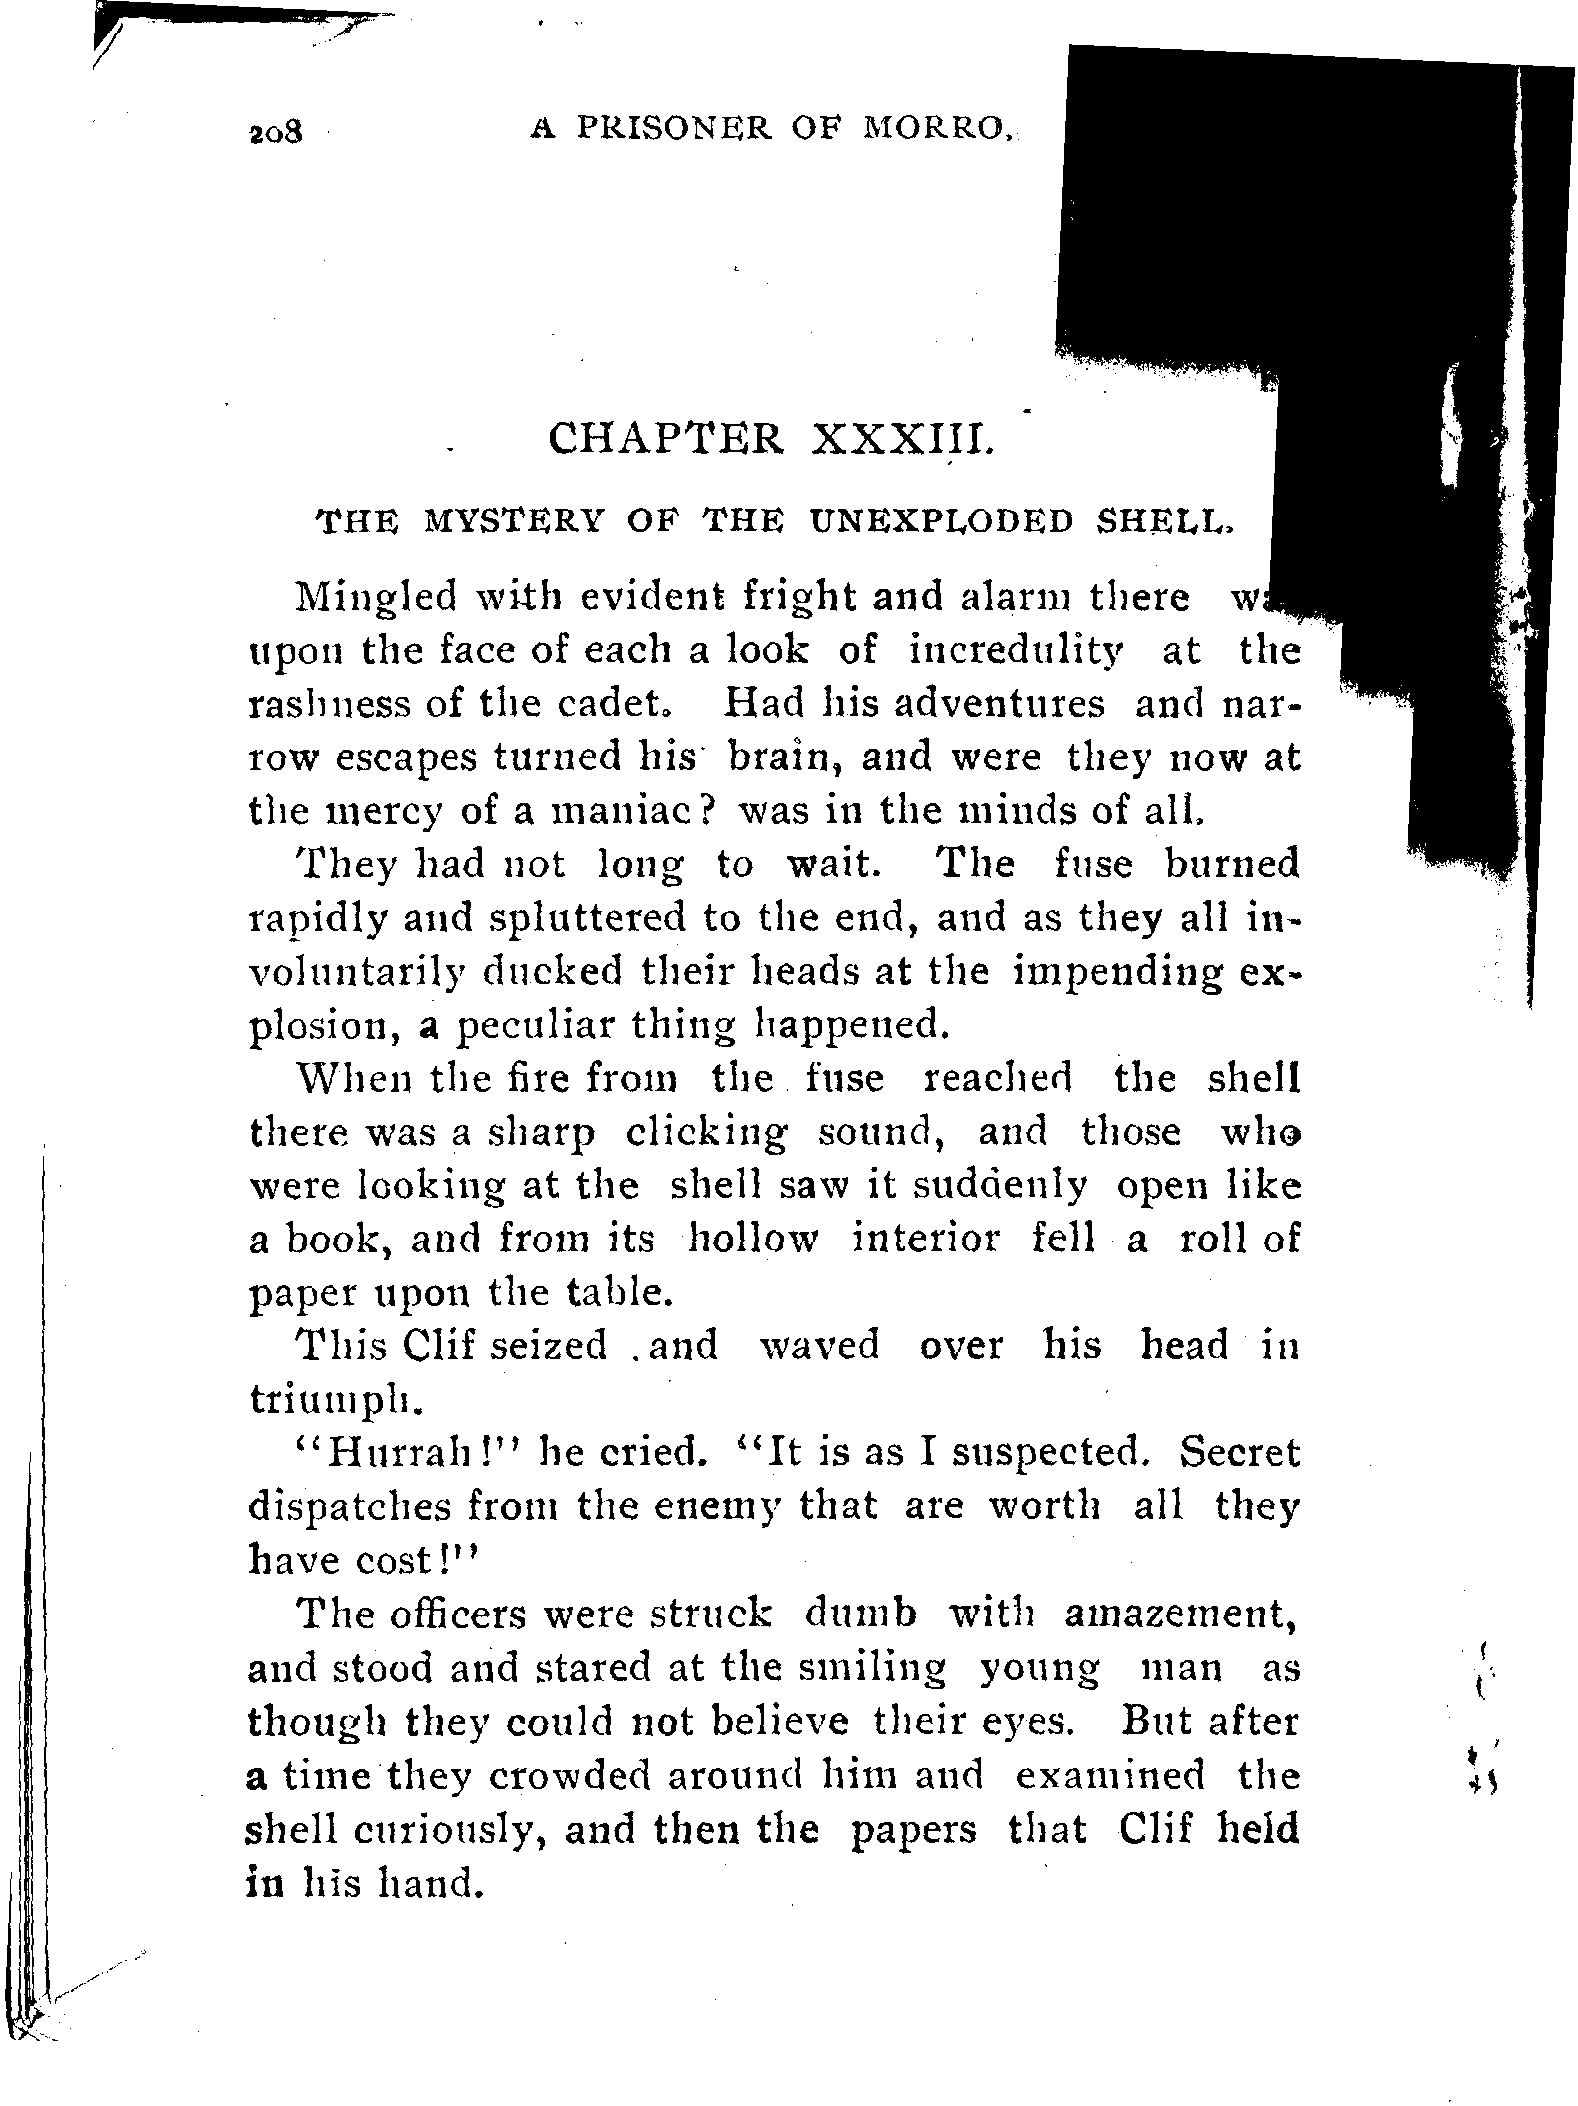 208
A PRISONER OF MORRO.
CHAPTER XXXIII.
THE MYSTERY OF THE UNEXPLODED SHELL.
Mingled with evident fright and alarm there
upon the face of each a look of incredulity at the
rashness of the cadet. Had his adventures and nar-
row escapes turned his brain, and were they now at
the mercy of a maniac? was in the minds of all.
They had not long to wait. The fuse burned
rapidly and spluttered to the end, and as they all in-
voluntarily ducked their heads at the impending ex-
plosion, a peculiar thing happened.
When the fire from the fuse reached the shell
there was a sharp clicking sound, and those who
were looking at the shell saw it suddenly open like
a book, and from its hollow interior fell a roll of
paper upon the table.
This Clif seized and waved over his head in
triumph.
"Hurrah!" he cried. "It is as I suspected. Secret
dispatches from the enemy that are worth all they
have cost!"
The officers were struck dumb with amazement,
and stood and stared at the smiling young man as
though they could not believe their eyes. But after
a time they crowded around him and examined the
shell curiously, and then the papers that Clif held
in his hand.